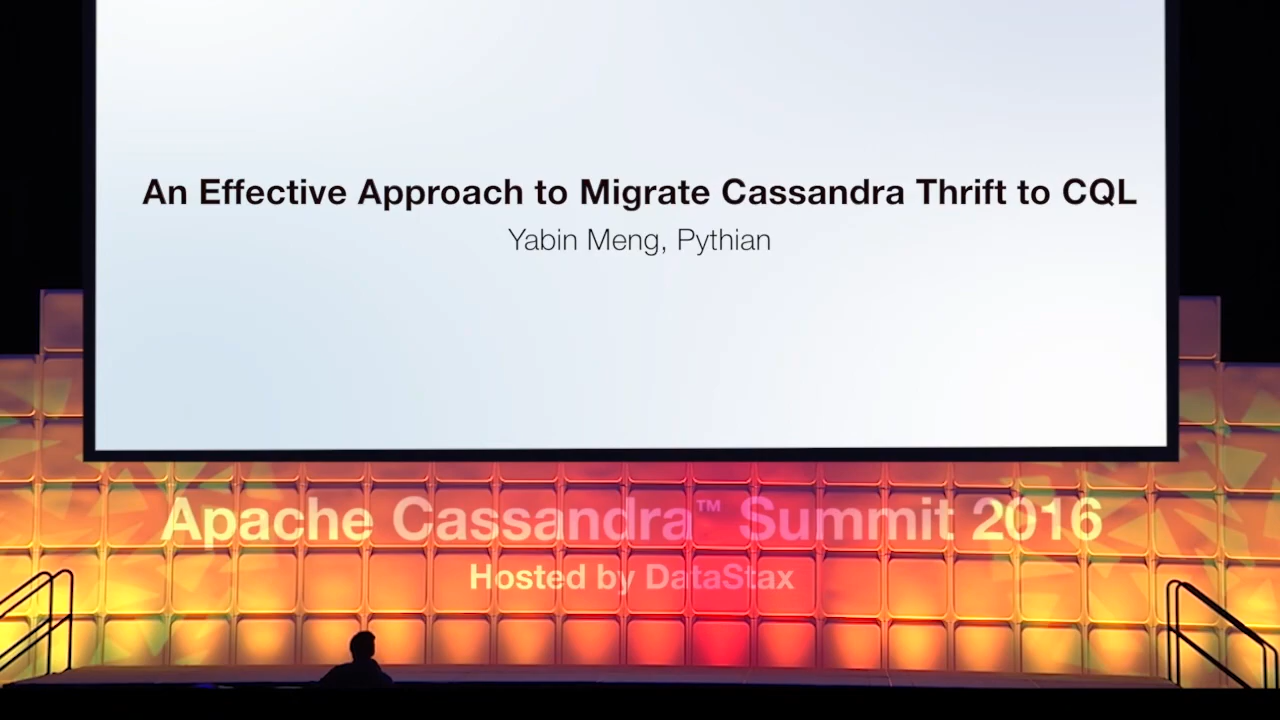 An Effective Approach to Migrate Cassandra Thrift to CQL
Yabin Meng, Pythian
Apache Cassandra™ Summit 2016
Hosted by DataStax